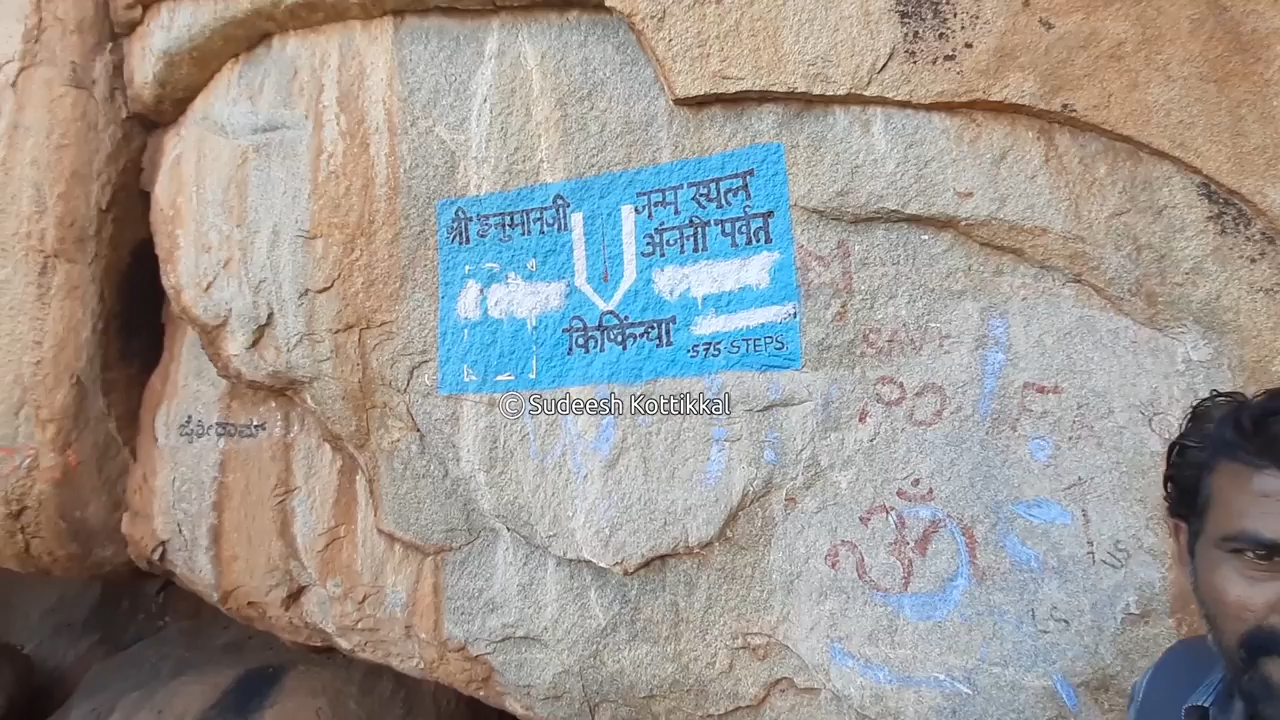 श्री हनुमानजी
जन्म स्थल
अंजनी पर्वत
किष्किन्धा
575 STEPS
© Sudeesh Kottikkal
ಜೈ ಶ್ರೀರಾಮ್
ॐ